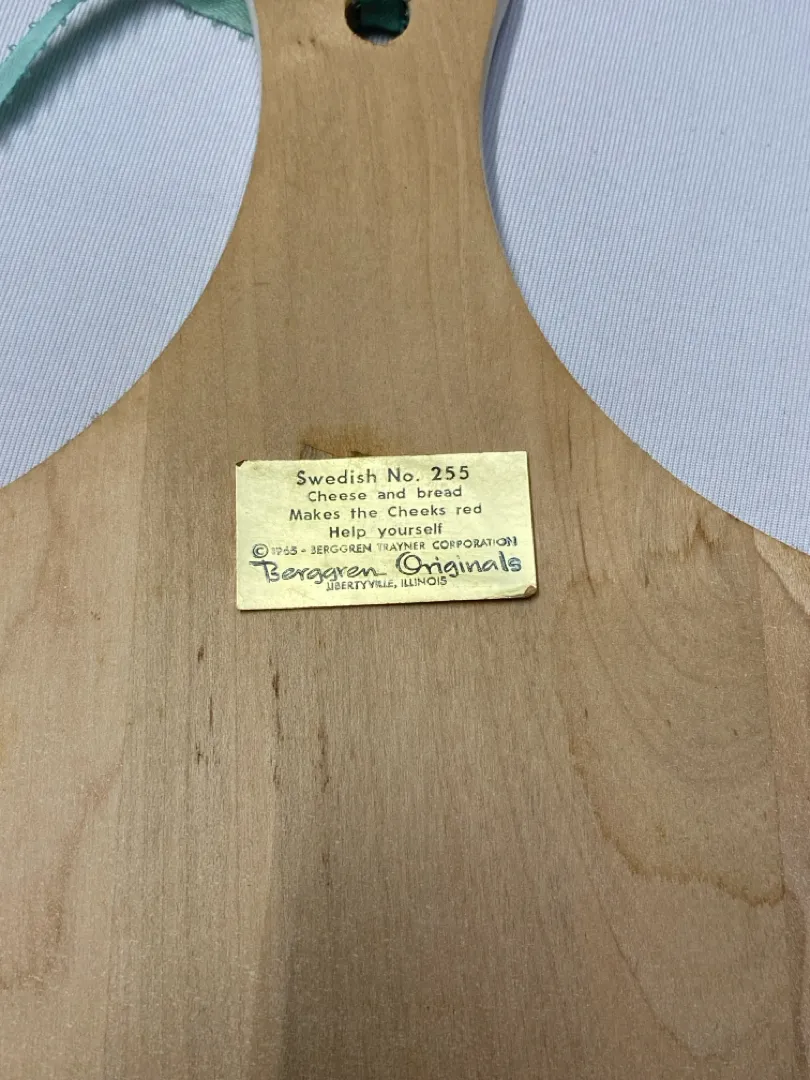 Swedish No. 255
Cheese and bread
Makes the Cheeks red
Help yourself
© 1965 - BERGGREN TRAYNER CORPORATION
Berggren Originals
LIBERTYVILLE, ILLINOIS